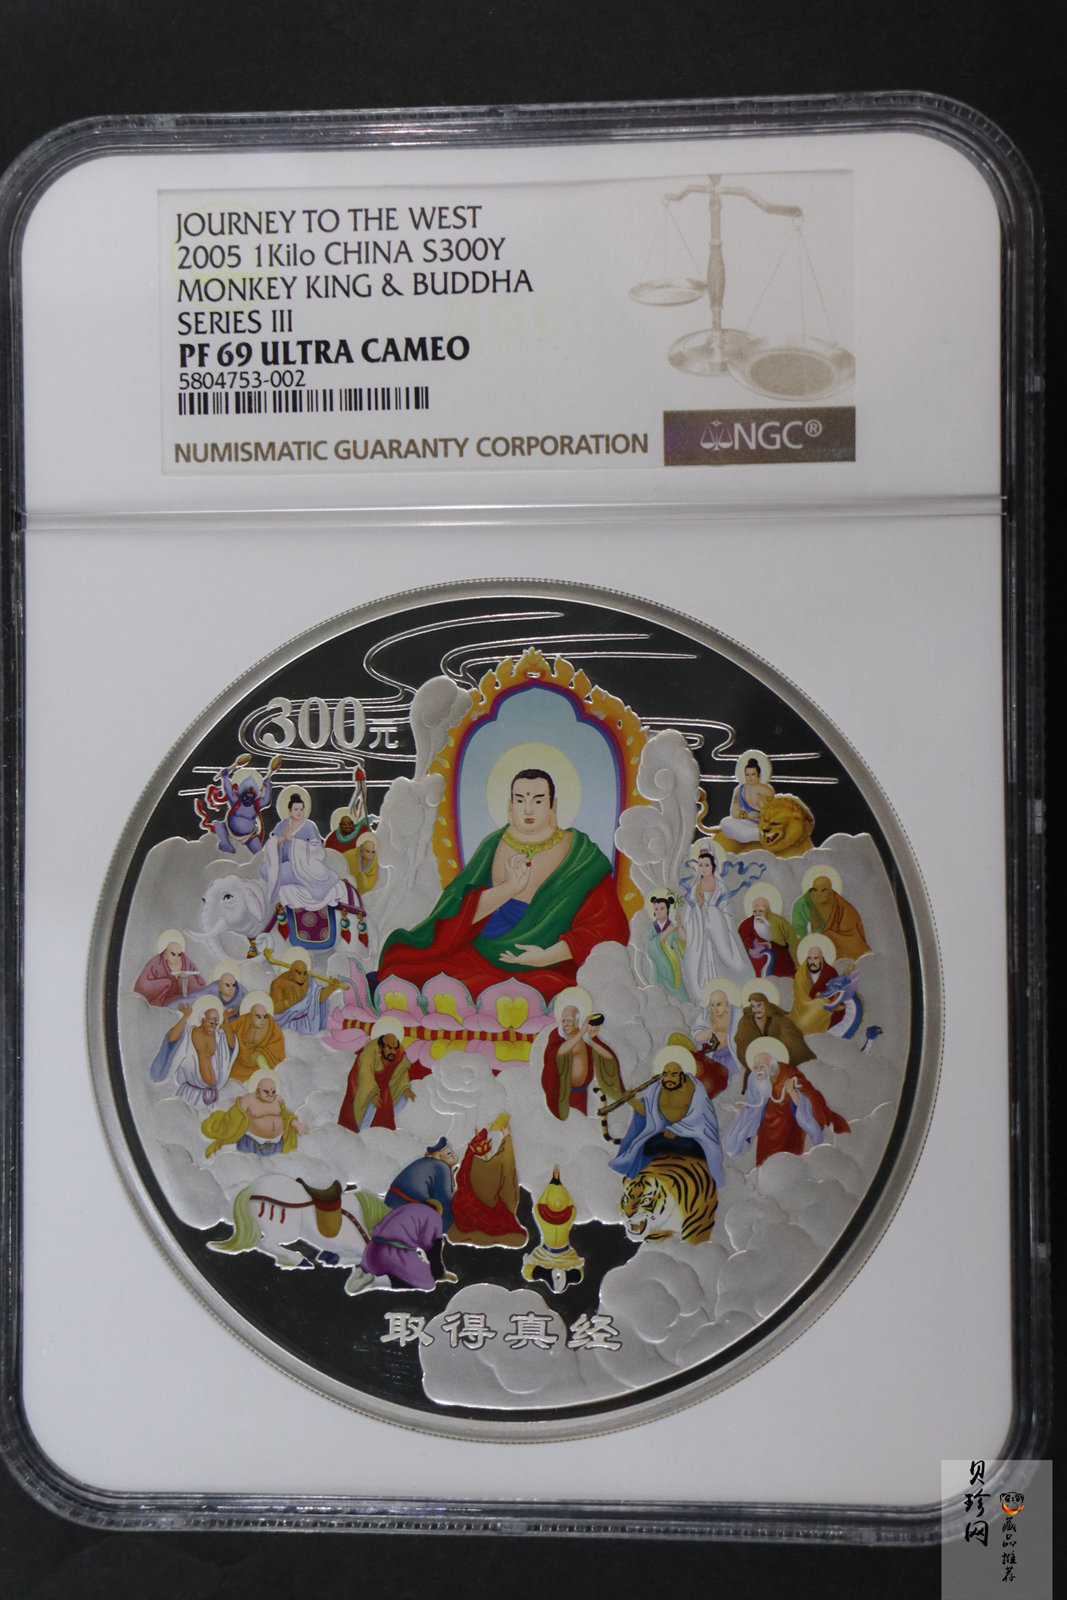 JOURNEY TO THE WEST
2005 1Kilo CHINA S300Y
MONKEY KING & BUDDHA
SERIES III
PF 69 ULTRA CAMEO
5804753-002
NUMISMATIC GUARANTY CORPORATION
NGC®
300元
取得真经
贝珍网
藏品推荐